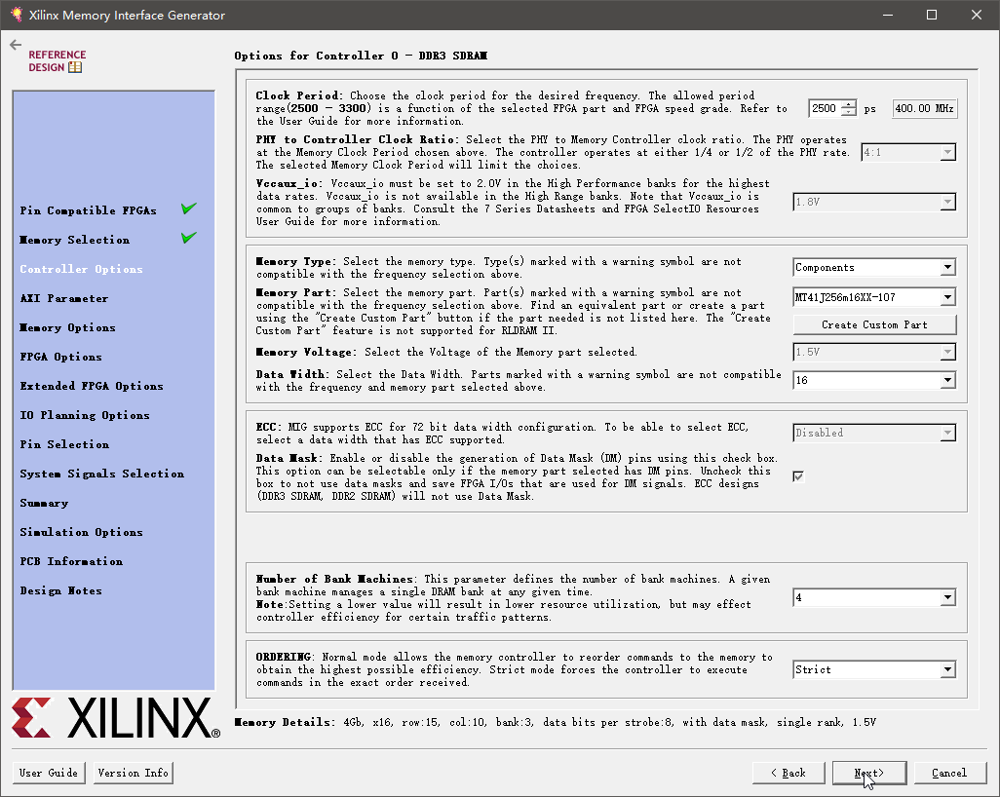 Xilinx Memory Interface Generator
REFERENCE
DESIGN
Pin Compatible FPGAs
Memory Selection
Controller Options
AXI Parameter
Memory Options
FPGA Options
Extended FPGA Options
IO Planning Options
Pin Selection
System Signals Selection
Summary
Simulation Options
PCB Information
Design Notes
XILINX®
Options for Controller 0 - DDR3 SDRAM
Clock Period: Choose the clock period for the desired frequency. The allowed period
range(2500 - 3300) is a function of the selected FPGA part and FPGA speed grade. Refer to
the User Guide for more information.
2500 ps 400.00 MHz
PHY to Controller Clock Ratio: Select the PHY to Memory Controller clock ratio. The PHY operates
at the Memory Clock Period chosen above. The controller operates at either 1/4 or 1/2 of the PHY rate.
The selected Memory Clock Period will limit the choices.
4:1
Vccaux_io: Vccaux_io must be set to 2.0V in the High Performance banks for the highest
data rates. Vccaux_io is not available in the High Range banks. Note that Vccaux_io is
common to groups of banks. Consult the 7 Series Datasheets and FPGA SelectIO Resources
User Guide for more information.
1.8V
Memory Type: Select the memory type. Type(s) marked with a warning symbol are not
compatible with the frequency selection above.
Components
Memory Part: Select the memory part. Part(s) marked with a warning symbol are not
compatible with the frequency selection above. Find an equivalent part or create a part
using the "Create Custom Part" button if the part needed is not listed here. The "Create
Custom Part" feature is not supported for RLDRAM II.
MT41J256m16XX-107
Create Custom Part
Memory Voltage: Select the Voltage of the Memory part selected.
1.5V
Data Width: Select the Data Width. Parts marked with a warning symbol are not compatible
with the frequency and memory part selected above.
16
ECC: MIG supports ECC for 72 bit data width configuration. To be able to select ECC,
select a data width that has ECC supported.
Disabled
Data Mask: Enable or disable the generation of Data Mask (DM) pins using this check box.
This option can be selectable only if the memory part selected has DM pins. Uncheck this
box to not use data masks and save FPGA I/Os that are used for DM signals. ECC designs
(DDR3 SDRAM, DDR2 SDRAM) will not use Data Mask.
Number of Bank Machines: This parameter defines the number of bank machines. A given
bank machine manages a single DRAM bank at any given time.
Note:Setting a lower value will result in lower resource utilization, but may effect
controller efficiency for certain traffic patterns.
4
ORDERING: Normal mode allows the memory controller to reorder commands to the memory to
obtain the highest possible efficiency. Strict mode forces the controller to execute
commands in the exact order received.
Strict
Memory Details: 4Gb, x16, row:15, col:10, bank:3, data bits per strobe:8, with data mask, single rank, 1.5V
User Guide Version Info < Back Next> Cancel